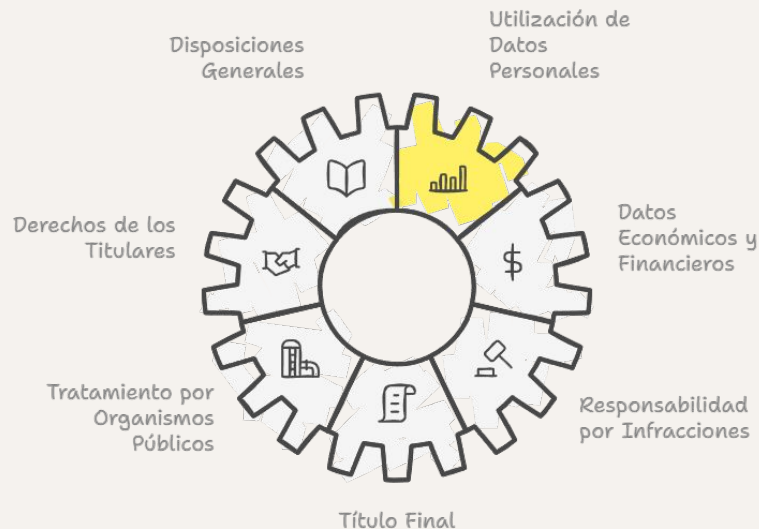 Disposiciones
Generales
Utilización de
Datos
Personales
Derechos de los
Titulares
Datos
Económicos y
Financieros
Tratamiento por
Organismos
Públicos
Responsabilidad
por Infracciones
Título Final
$